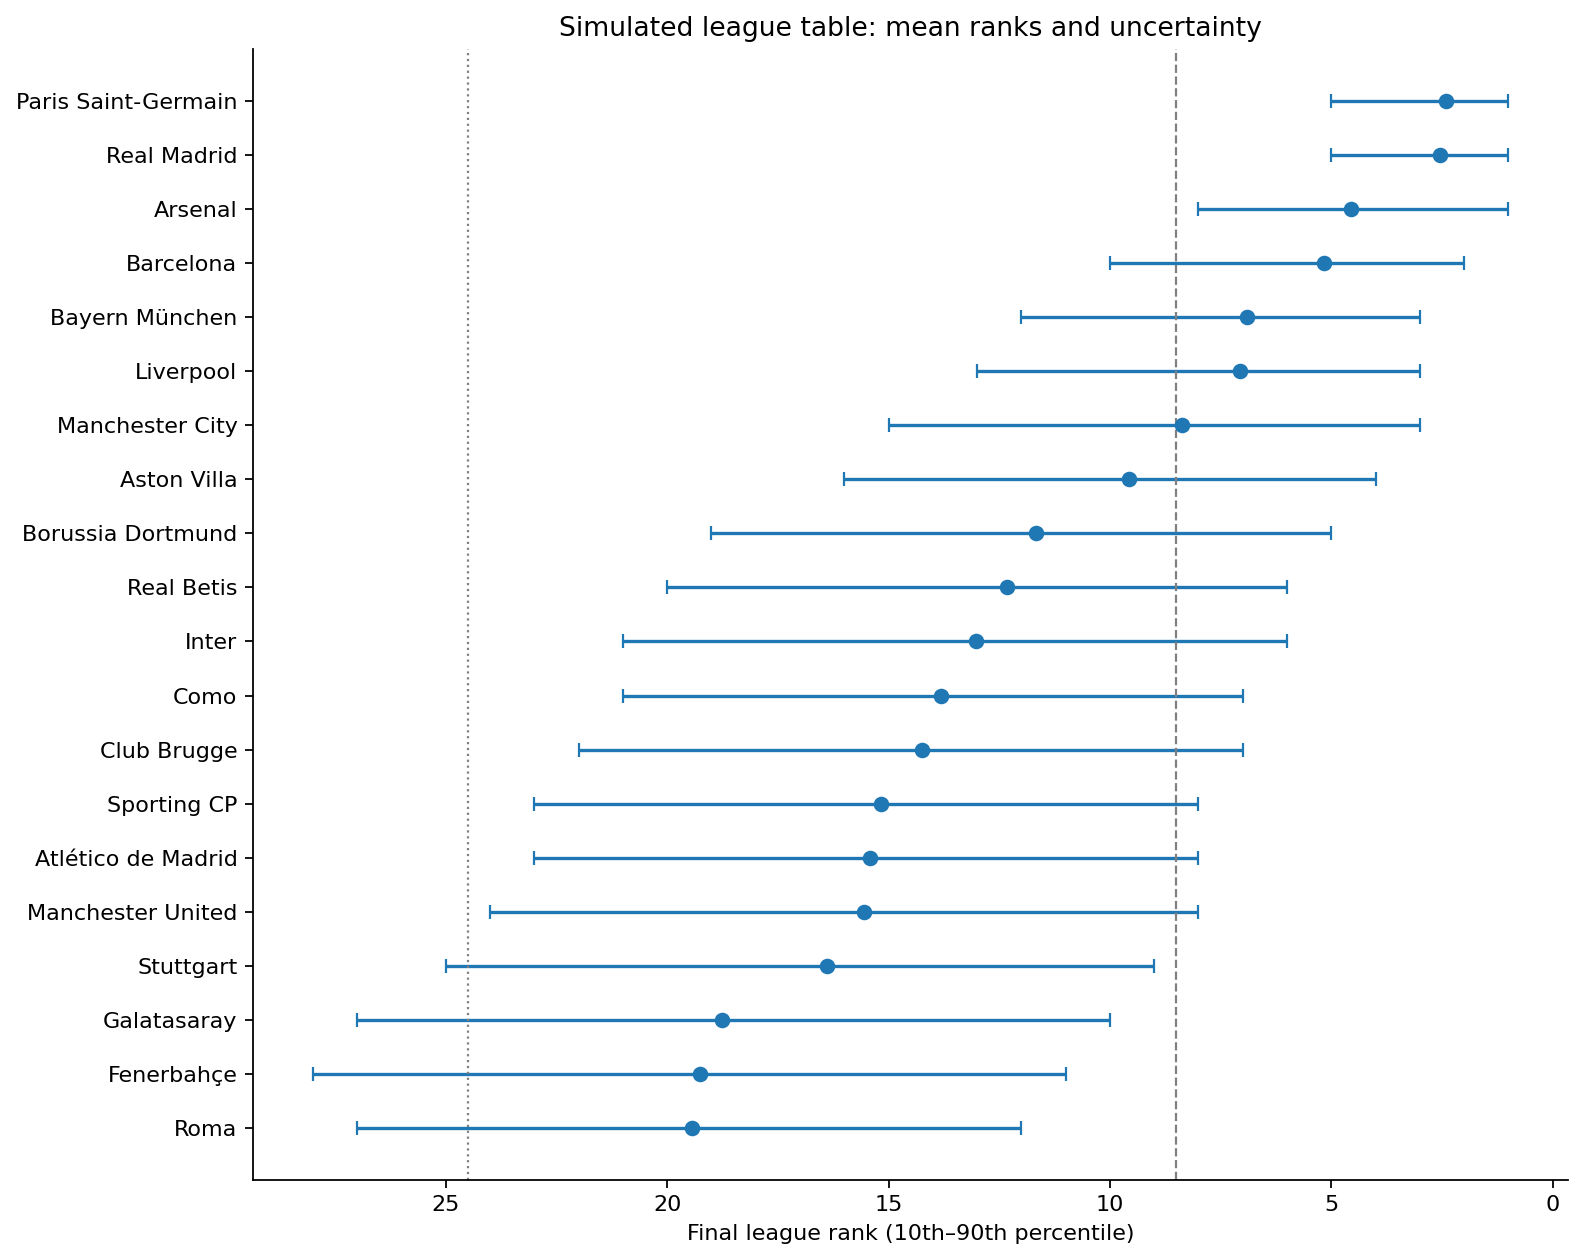 Simulated league table: mean ranks and uncertainty
Paris Saint-Germain
Real Madrid
Arsenal
Barcelona
Bayern München
Liverpool
Manchester City
Aston Villa
Borussia Dortmund
Real Betis
Inter
Como
Club Brugge
Sporting CP
Atlético de Madrid
Manchester United
Stuttgart
Galatasaray
Fenerbahçe
Roma
25 20 15 10 5 0
Final league rank (10th–90th percentile)